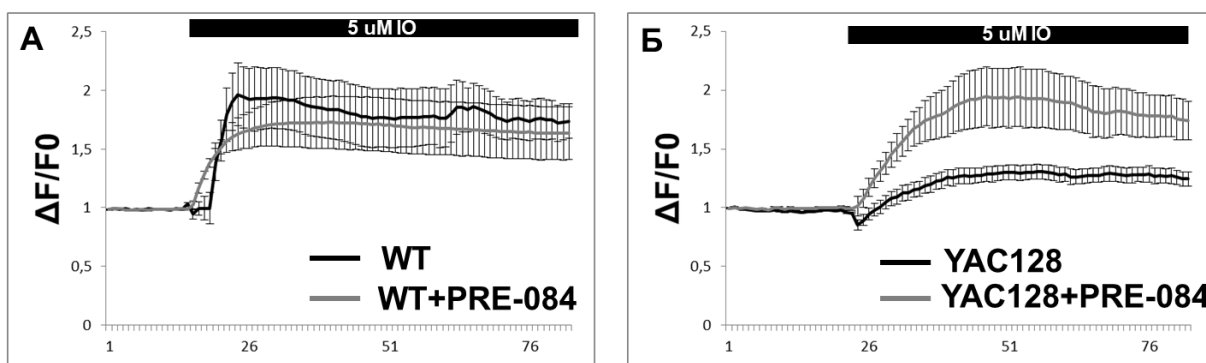 А
5 uM IO
2,5
2
1,5
1
0,5
0
ΔF/F0
1
26
51
76
WT
WT+PRE-084
Б
5 uM IO
2,5
2
1,5
1
0,5
0
ΔF/F0
1
26
51
76
YAC128
YAC128+PRE-084